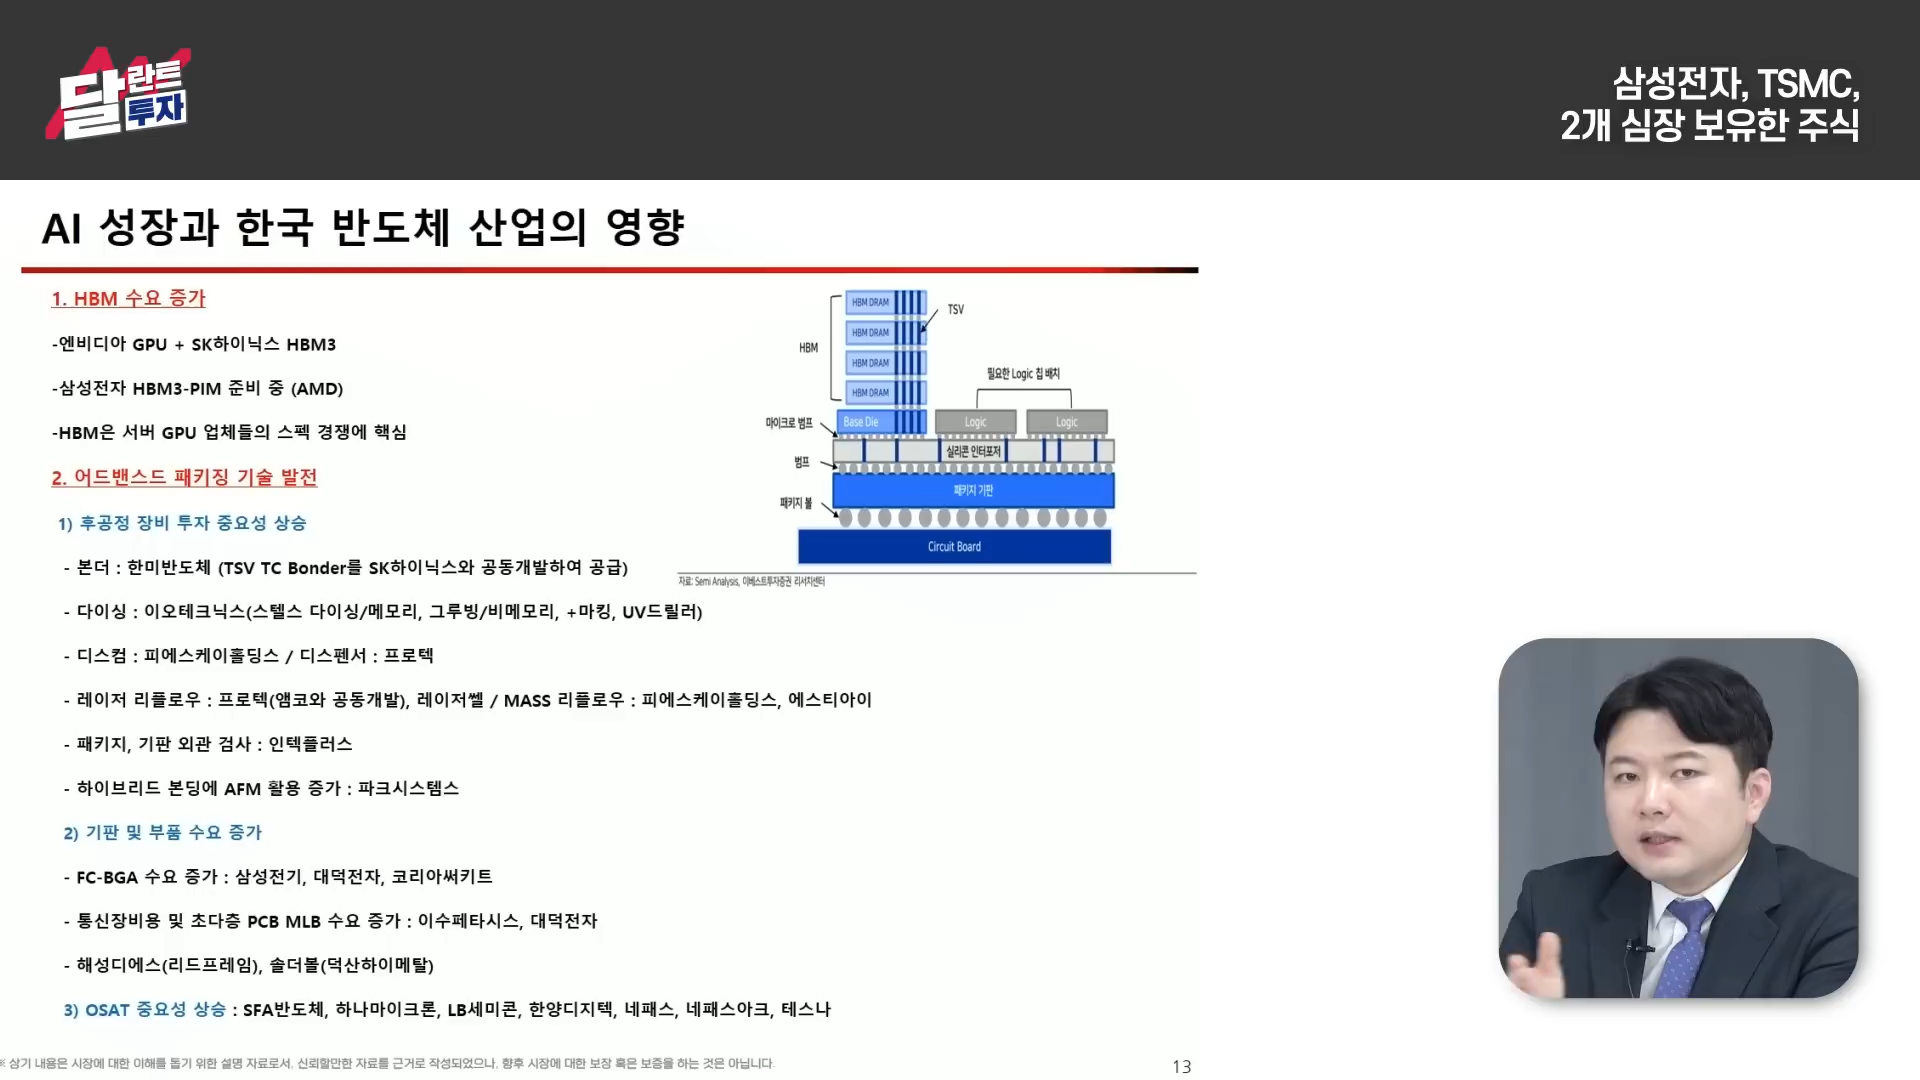 달란트
투자
삼성전자, TSMC,
2개 심장 보유한 주식
AI 성장과 한국 반도체 산업의 영향
1. HBM 수요 증가
-엔비디아 GPU + SK하이닉스 HBM3
-삼성전자 HBM3-PIM 준비 중 (AMD)
-HBM은 서버 GPU 업체들의 스펙 경쟁에 핵심
2. 어드밴스드 패키징 기술 발전
1) 후공정 장비 투자 중요성 상승
- 본더 : 한미반도체 (TSV TC Bonder를 SK하이닉스와 공동개발하여 공급)
- 다이싱 : 이오테크닉스(스텔스 다이싱/메모리, 그루빙/비메모리, +마킹, UV드릴러)
- 디스컴 : 피에스케이홀딩스 / 디스펜서 : 프로텍
- 레이저 리플로우 : 프로텍(앰코와 공동개발), 레이저쎌 / MASS 리플로우 : 피에스케이홀딩스, 에스티아이
- 패키지, 기판 외관 검사 : 인텍플러스
- 하이브리드 본딩에 AFM 활용 증가 : 파크시스템스
2) 기판 및 부품 수요 증가
- FC-BGA 수요 증가 : 삼성전기, 대덕전자, 코리아써키트
- 통신장비용 및 초다층 PCB MLB 수요 증가 : 이수페타시스, 대덕전자
- 해성디에스(리드프레임), 솔더볼(덕산하이메탈)
3) OSAT 중요성 상승 : SFA반도체, 하나마이크론, LB세미콘, 한양디지텍, 네패스, 네패스아크, 테스나
HBM DRAM
TSV
HBM DRAM
HBM
HBM DRAM
필요한 Logic 칩 배치
HBM DRAM
마이크로 범프
Base Die
Logic
Logic
실리콘 인터포저
범프
패키지 기판
패키지 볼
Circuit Board
자료: Semi Analysis, 이베스트투자증권 리서치센터
※ 상기 내용은 시장에 대한 이해를 돕기 위한 설명 자료로서, 신뢰할만한 자료를 근거로 작성되었으나, 향후 시장에 대한 보장 혹은 보증을 하는 것은 아닙니다.
13